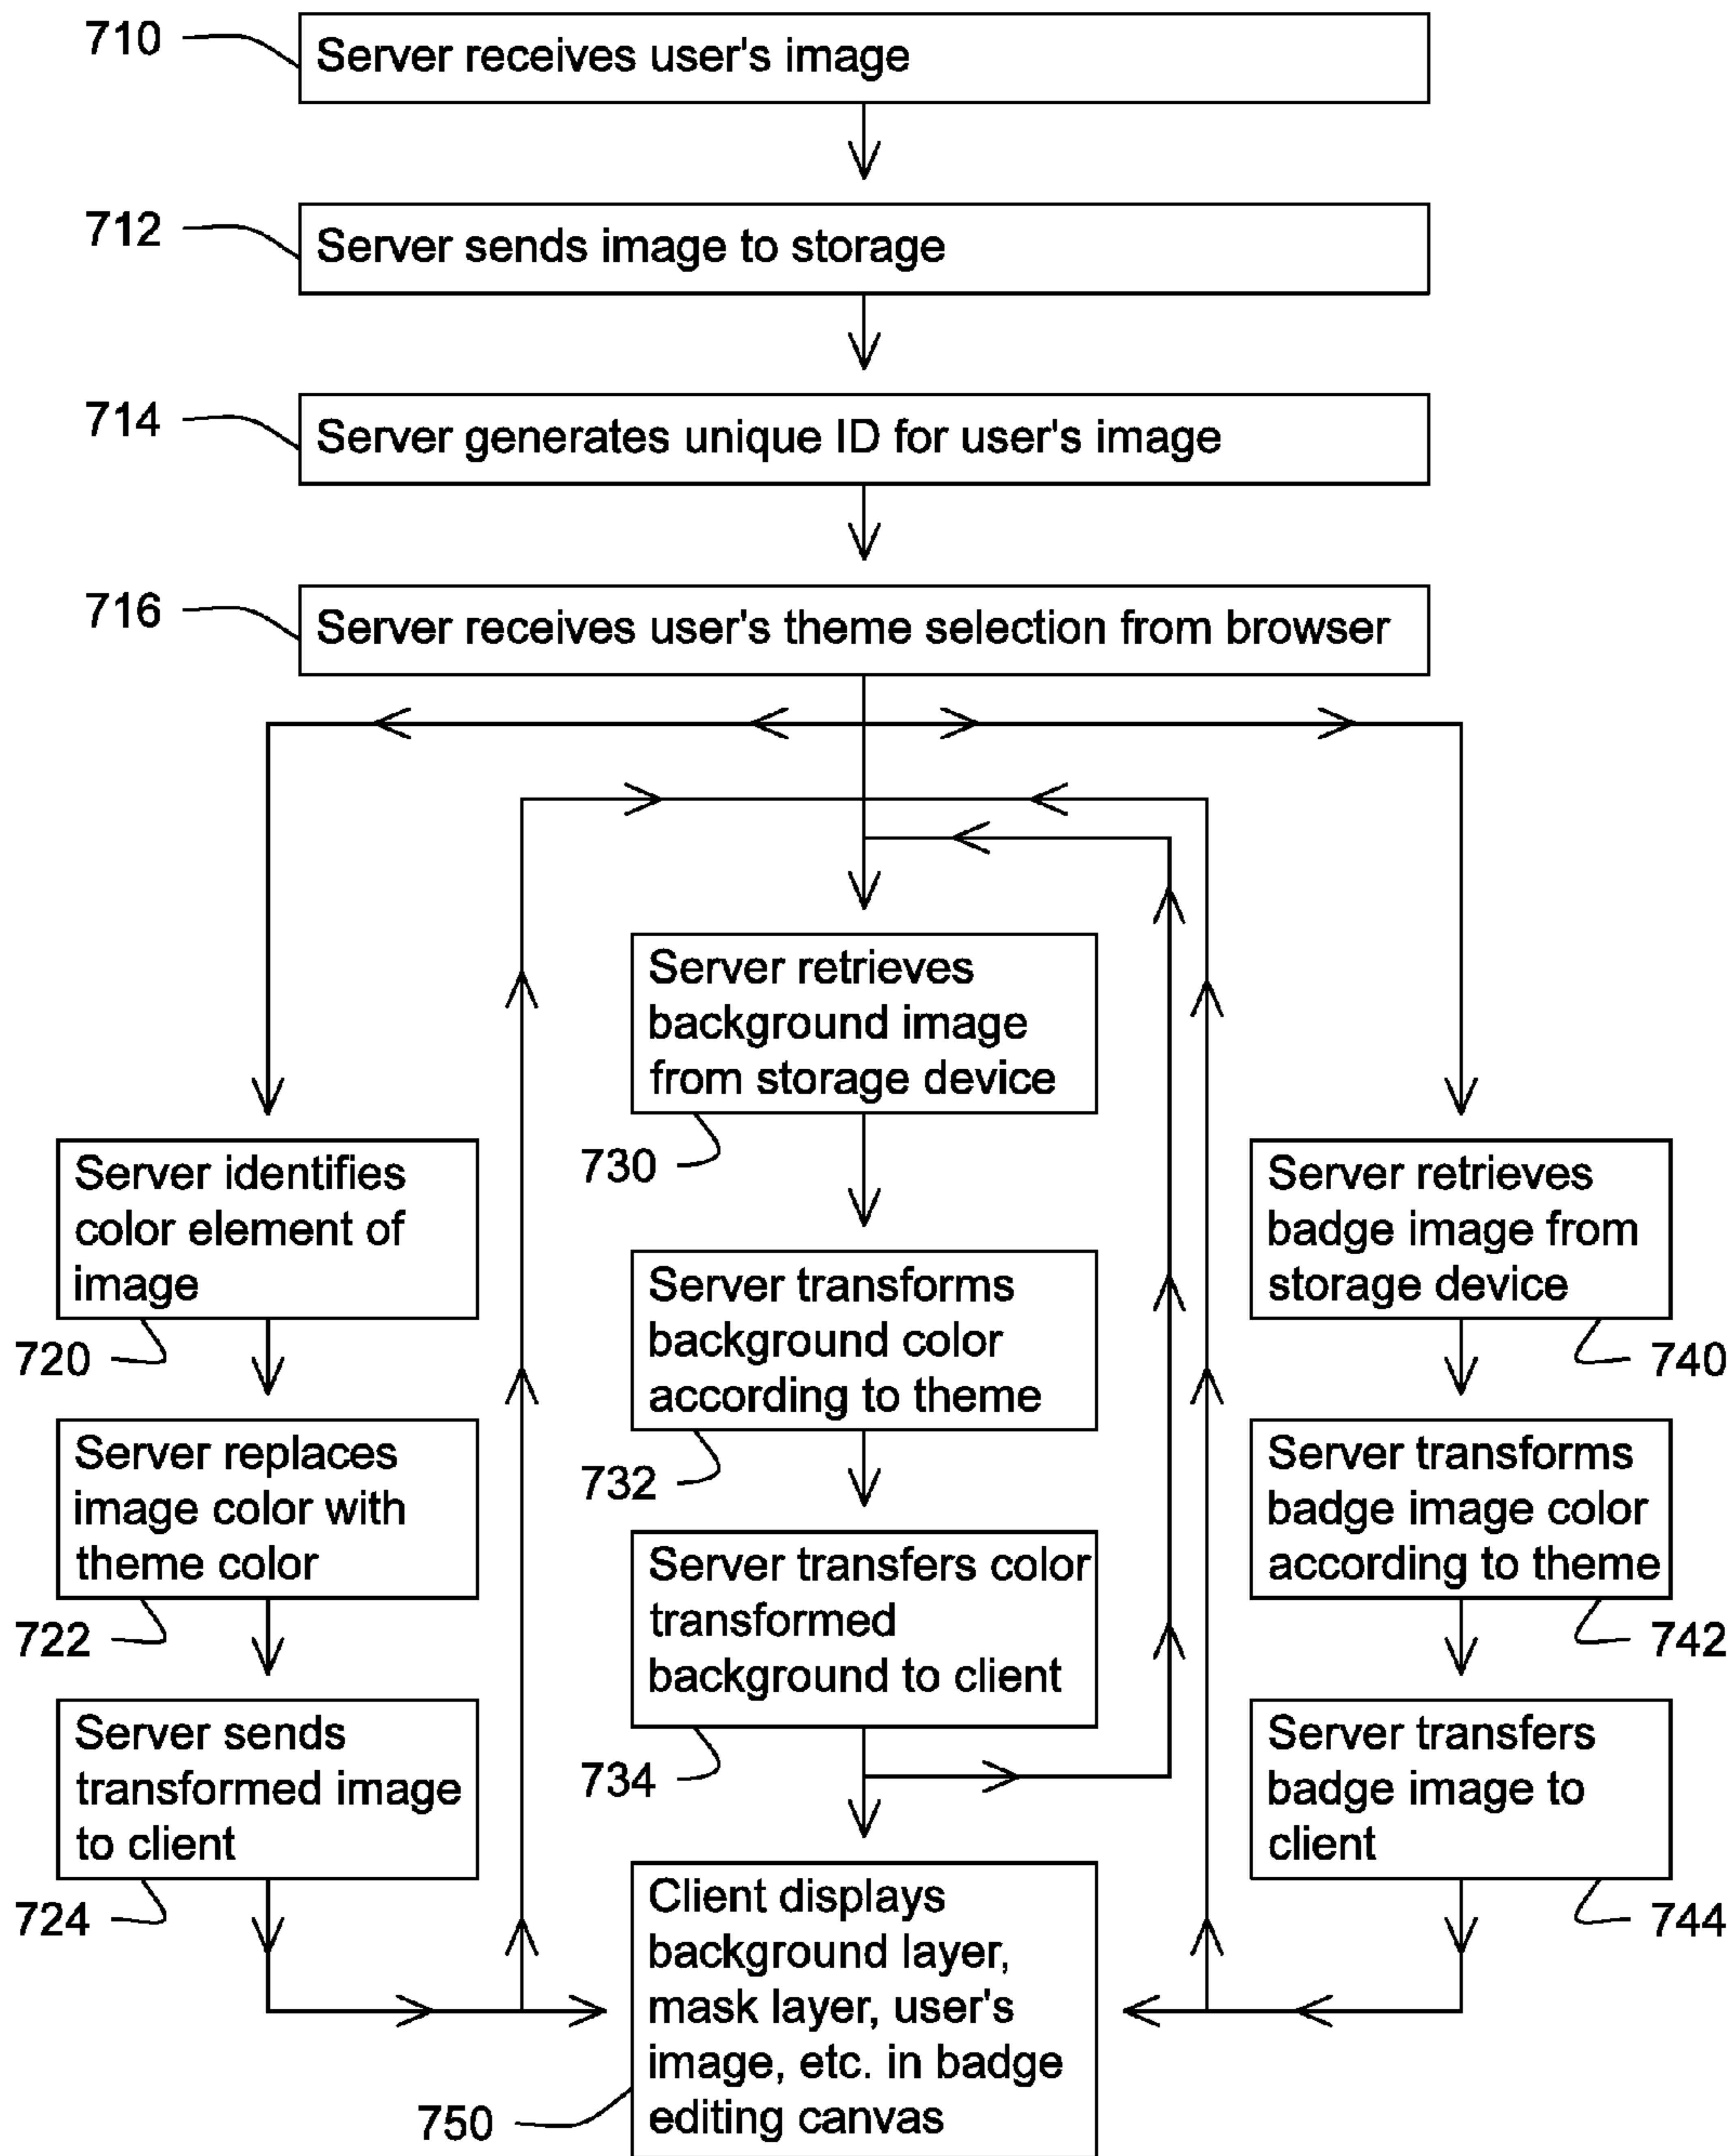 710
Server receives user's image
712
Server sends image to storage
714
Server generates unique ID for user's image
716
Server receives user's theme selection from browser
Server identifies
color element of
image
720
Server replaces
image color with
theme color
722
Server sends
transformed image
to client
724
Server retrieves
background image
from storage device
730
Server transforms
background color
according to theme
732
Server transfers color
transformed
background to client
734
Server retrieves
badge image from
storage device
740
Server transforms
badge image color
according to theme
742
Server transfers
badge image to
client
744
Client displays
background layer,
mask layer, user's
image, etc. in badge
editing canvas
750